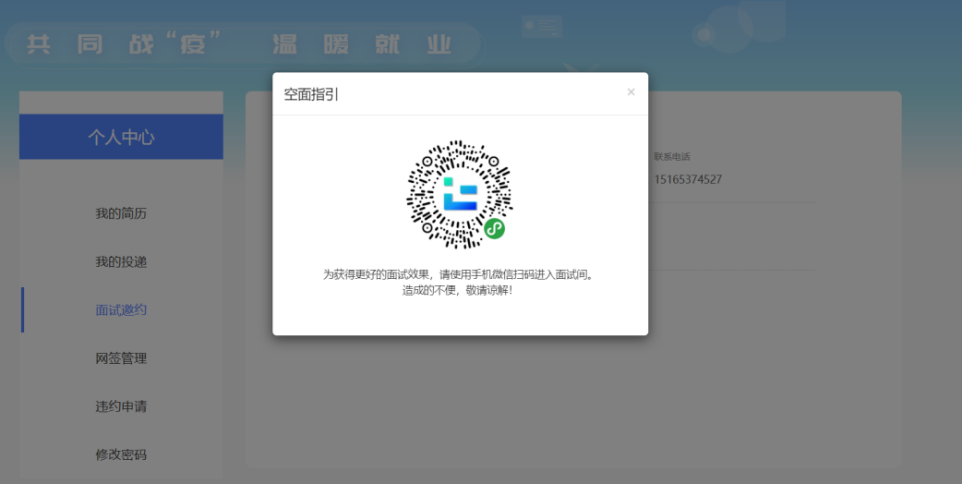 共同战“疫” 温暖就业
空面指引
×
个人中心
联系电话
15165374527
我的简历
我的投递
面试邀约
网签管理
违约申请
修改密码
为获得更好的面试效果，请使用手机微信扫码进入面试间。
造成的不便，敬请谅解！